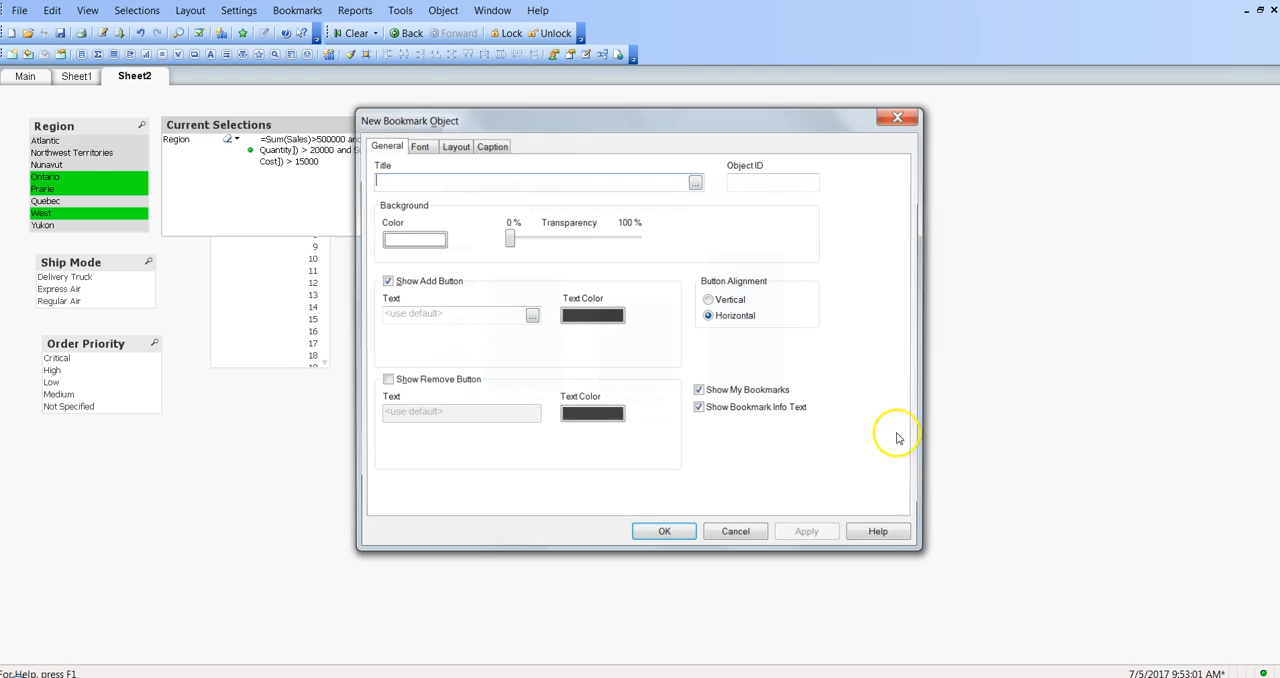 File Edit View Selections Layout Settings Bookmarks Reports Tools Object Window Help
Clear Back Forward Lock Unlock
Main Sheet1 Sheet2
Region
Atlantic
Northwest Territories
Nunavut
Ontario
Prarie
Quebec
West
Yukon
Current Selections
Region
=Sum(Sales)>500000 and
Quantity]) > 20000 and
Cost]) > 15000
Ship Mode
Delivery Truck
Express Air
Regular Air
9
10
11
12
13
14
15
16
17
18
Order Priority
Critical
High
Low
Medium
Not Specified
New Bookmark Object
General Font Layout Caption
Title
Object ID
Background
Color
0 % Transparency 100 %
Show Add Button
Text
Text Color
<use default>
...
Button Alignment
Vertical
Horizontal
Show Remove Button
Text
Text Color
<use default>
Show My Bookmarks
Show Bookmark Info Text
OK Cancel Apply Help
For Help, press F1
7/5/2017 9:53:01 AM*